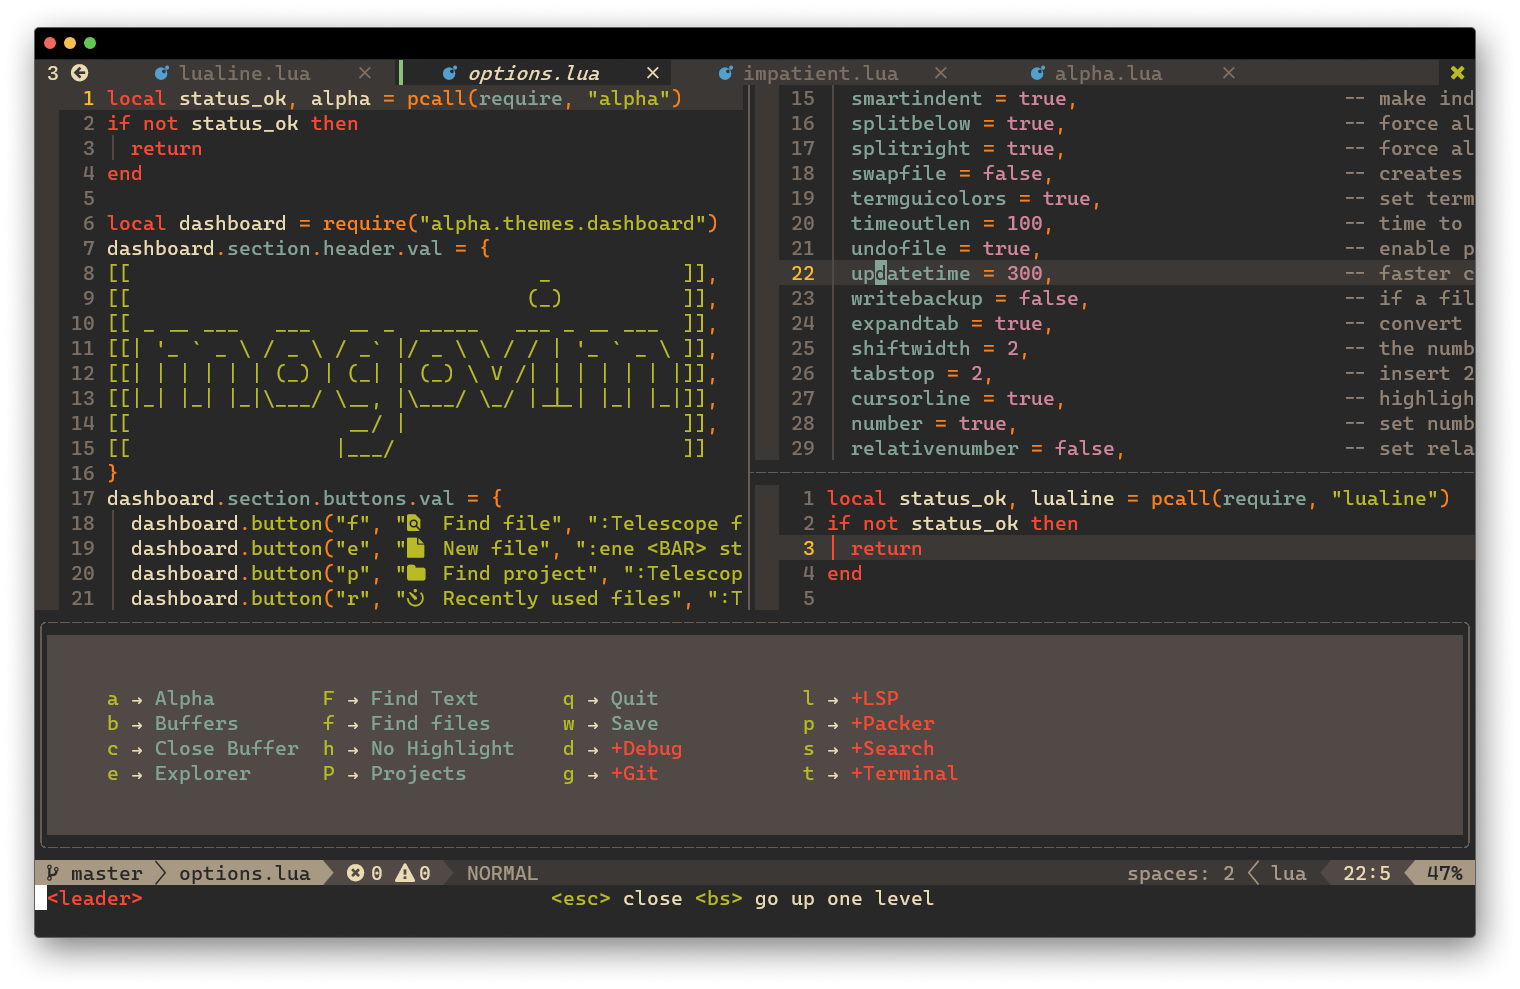 3 lualine.lua × options.lua × impatient.lua × alpha.lua ×
1 local status_ok, alpha = pcall(require, "alpha")
2 if not status_ok then
3 return
4 end
5
6 local dashboard = require("alpha.themes.dashboard")
7 dashboard.section.header.val = {
8 [[                                  _           ]],
9 [[                                 (_)          ]],
10 [[ _ __ ___   ___   __ _  _____   ___ _ __ ___  ]],
11 [[| '_ ` _ \ / _ \ / _` |/ _ \ \ / / | '_ ` _ \ ]],
12 [[| | | | | | (_) | (_| | (_) \ V /| | | | | | |]],
13 [[|_| |_| |_|\___/ \__, |\___/ \_/ |_|_| |_| |_|]],
14 [[                  __/ |                       ]],
15 [[                 |___/                        ]]
16 }
17 dashboard.section.buttons.val = {
18 dashboard.button("f", " Find file", ":Telescope f
19 dashboard.button("e", " New file", ":ene <BAR> st
20 dashboard.button("p", " Find project", ":Telescop
21 dashboard.button("r", " Recently used files", ":T
15 smartindent = true, -- make ind
16 splitbelow = true, -- force al
17 splitright = true, -- force al
18 swapfile = false, -- creates
19 termguicolors = true, -- set term
20 timeoutlen = 100, -- time to
21 undofile = true, -- enable p
22 updatetime = 300, -- faster c
23 writebackup = false, -- if a fil
24 expandtab = true, -- convert
25 shiftwidth = 2, -- the numb
26 tabstop = 2, -- insert 2
27 cursorline = true, -- highligh
28 number = true, -- set numb
29 relativenumber = false, -- set rela
1 local status_ok, lualine = pcall(require, "lualine")
2 if not status_ok then
3 return
4 end
5
a → Alpha F → Find Text q → Quit l → +LSP
b → Buffers f → Find files w → Save p → +Packer
c → Close Buffer h → No Highlight d → +Debug s → +Search
e → Explorer P → Projects g → +Git t → +Terminal
master options.lua 0 0 NORMAL spaces: 2 lua 22:5 47%
<leader> <esc> close <bs> go up one level